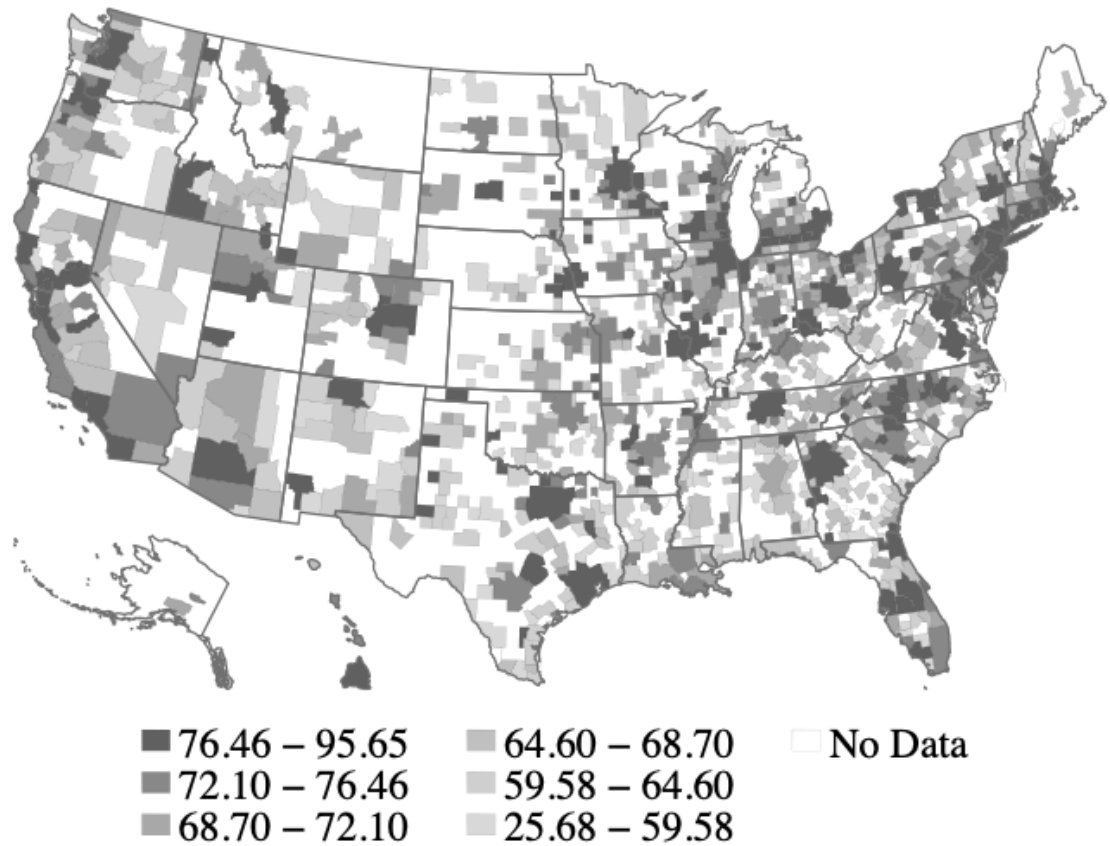 76.46 – 95.65 64.60 – 68.70 No Data
72.10 – 76.46 59.58 – 64.60
68.70 – 72.10 25.68 – 59.58